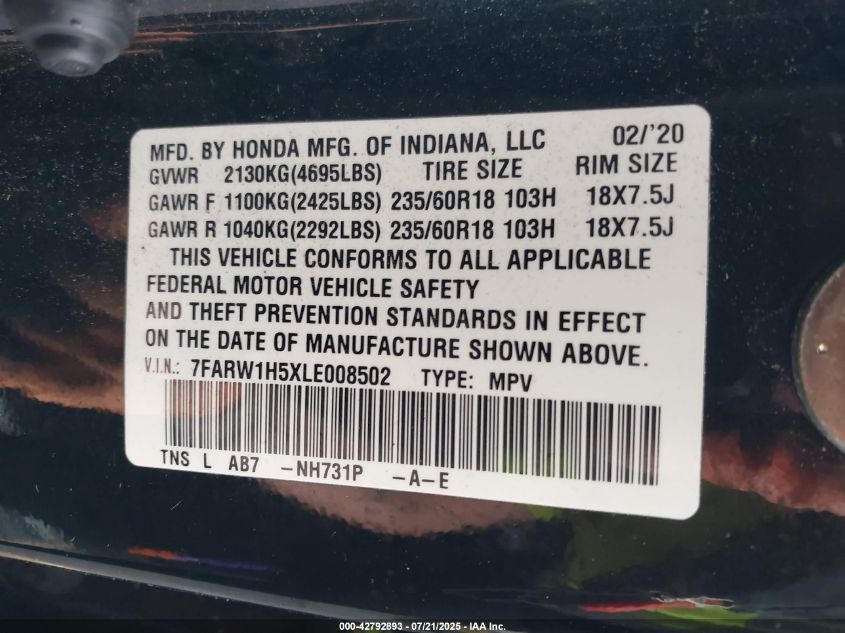 MFD. BY HONDA MFG. OF INDIANA, LLC 02/'20
GVWR 2130KG(4695LBS) TIRE SIZE RIM SIZE
GAWR F 1100KG(2425LBS) 235/60R18 103H 18X7.5J
GAWR R 1040KG(2292LBS) 235/60R18 103H 18X7.5J
THIS VEHICLE CONFORMS TO ALL APPLICABLE
FEDERAL MOTOR VEHICLE SAFETY
AND THEFT PREVENTION STANDARDS IN EFFECT
ON THE DATE OF MANUFACTURE SHOWN ABOVE.
V.I.N.: 7FARW1H5XLE008502 TYPE: MPV
TNS L AB7 -NH731P -A-E
000-42792893 - 07/21/2025 - IAA Inc.